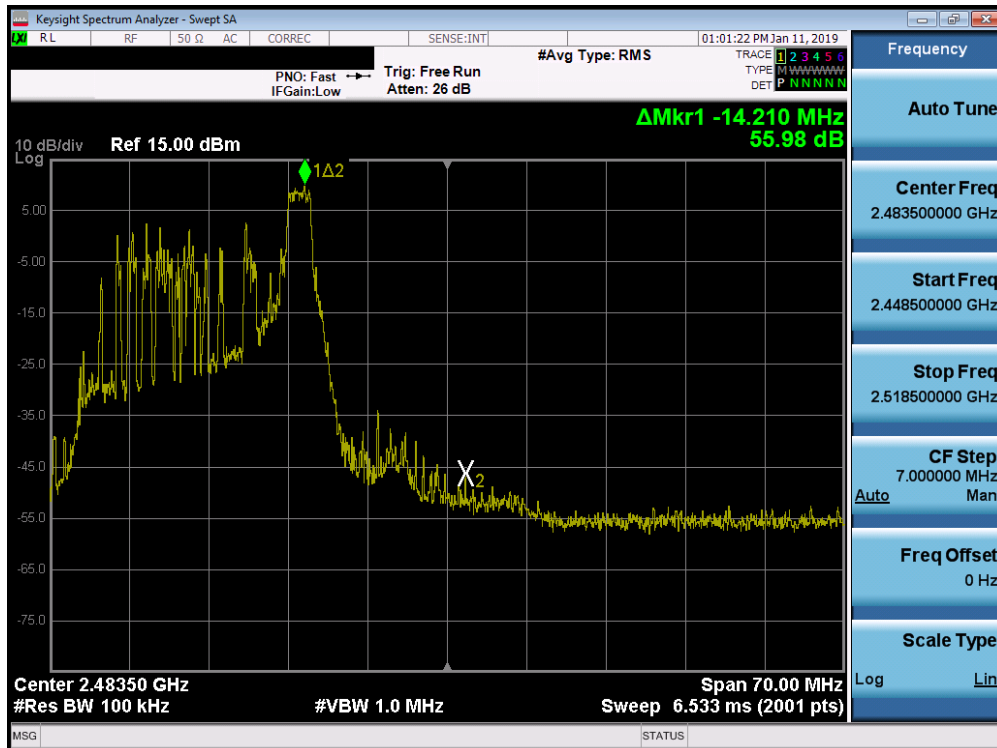 Keysight Spectrum Analyzer - Swept SA
LXI RL RF 50 Ω AC CORREC SENSE:INT 01:01:22 PM Jan 11, 2019
#Avg Type: RMS
TRACE 1 2 3 4 5 6
PNO: Fast Trig: Free Run
TYPE M WWWWW
IFGain:Low Atten: 26 dB
DET P N N N N N
ΔMkr1 -14.210 MHz
55.98 dB
10 dB/div Ref 15.00 dBm
Log
1Δ2
5.00
-5.00
-15.0
-25.0
-35.0
-45.0
X2
-55.0
-65.0
-75.0
Center 2.48350 GHz Span 70.00 MHz
#Res BW 100 kHz #VBW 1.0 MHz Sweep 6.533 ms (2001 pts)
MSG STATUS
Frequency
Auto Tune
Center Freq
2.483500000 GHz
Start Freq
2.448500000 GHz
Stop Freq
2.518500000 GHz
CF Step
7.000000 MHz
Auto Man
Freq Offset
0 Hz
Scale Type
Log Lin